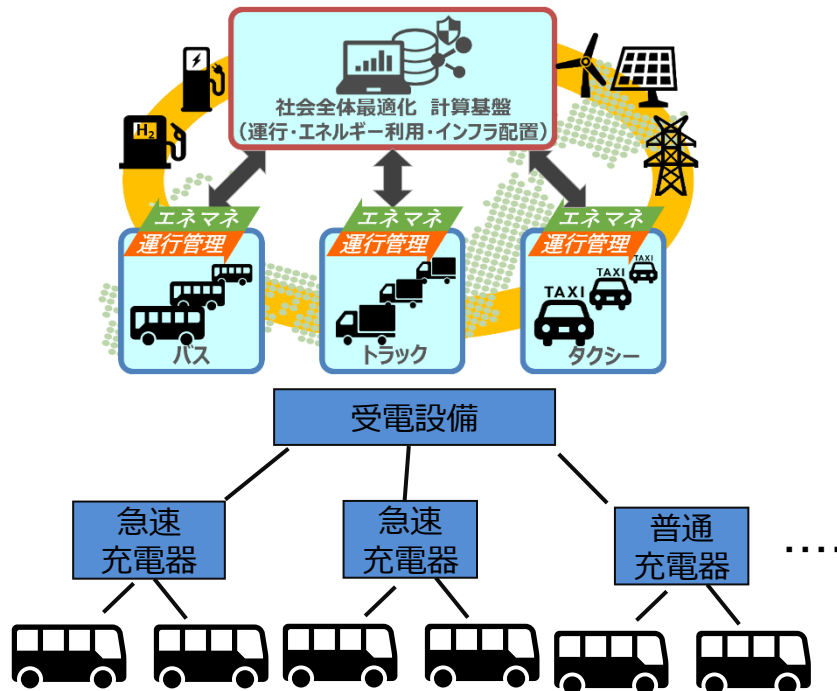 社会全体最適化 計算基盤
（運行・エネルギー利用・インフラ配置）
H2
エネマネ
運行管理
バス
エネマネ
運行管理
トラック
エネマネ
運行管理
TAXI
TAXI
TAXI
タクシー
受電設備
急速
充電器
急速
充電器
普通
充電器
....